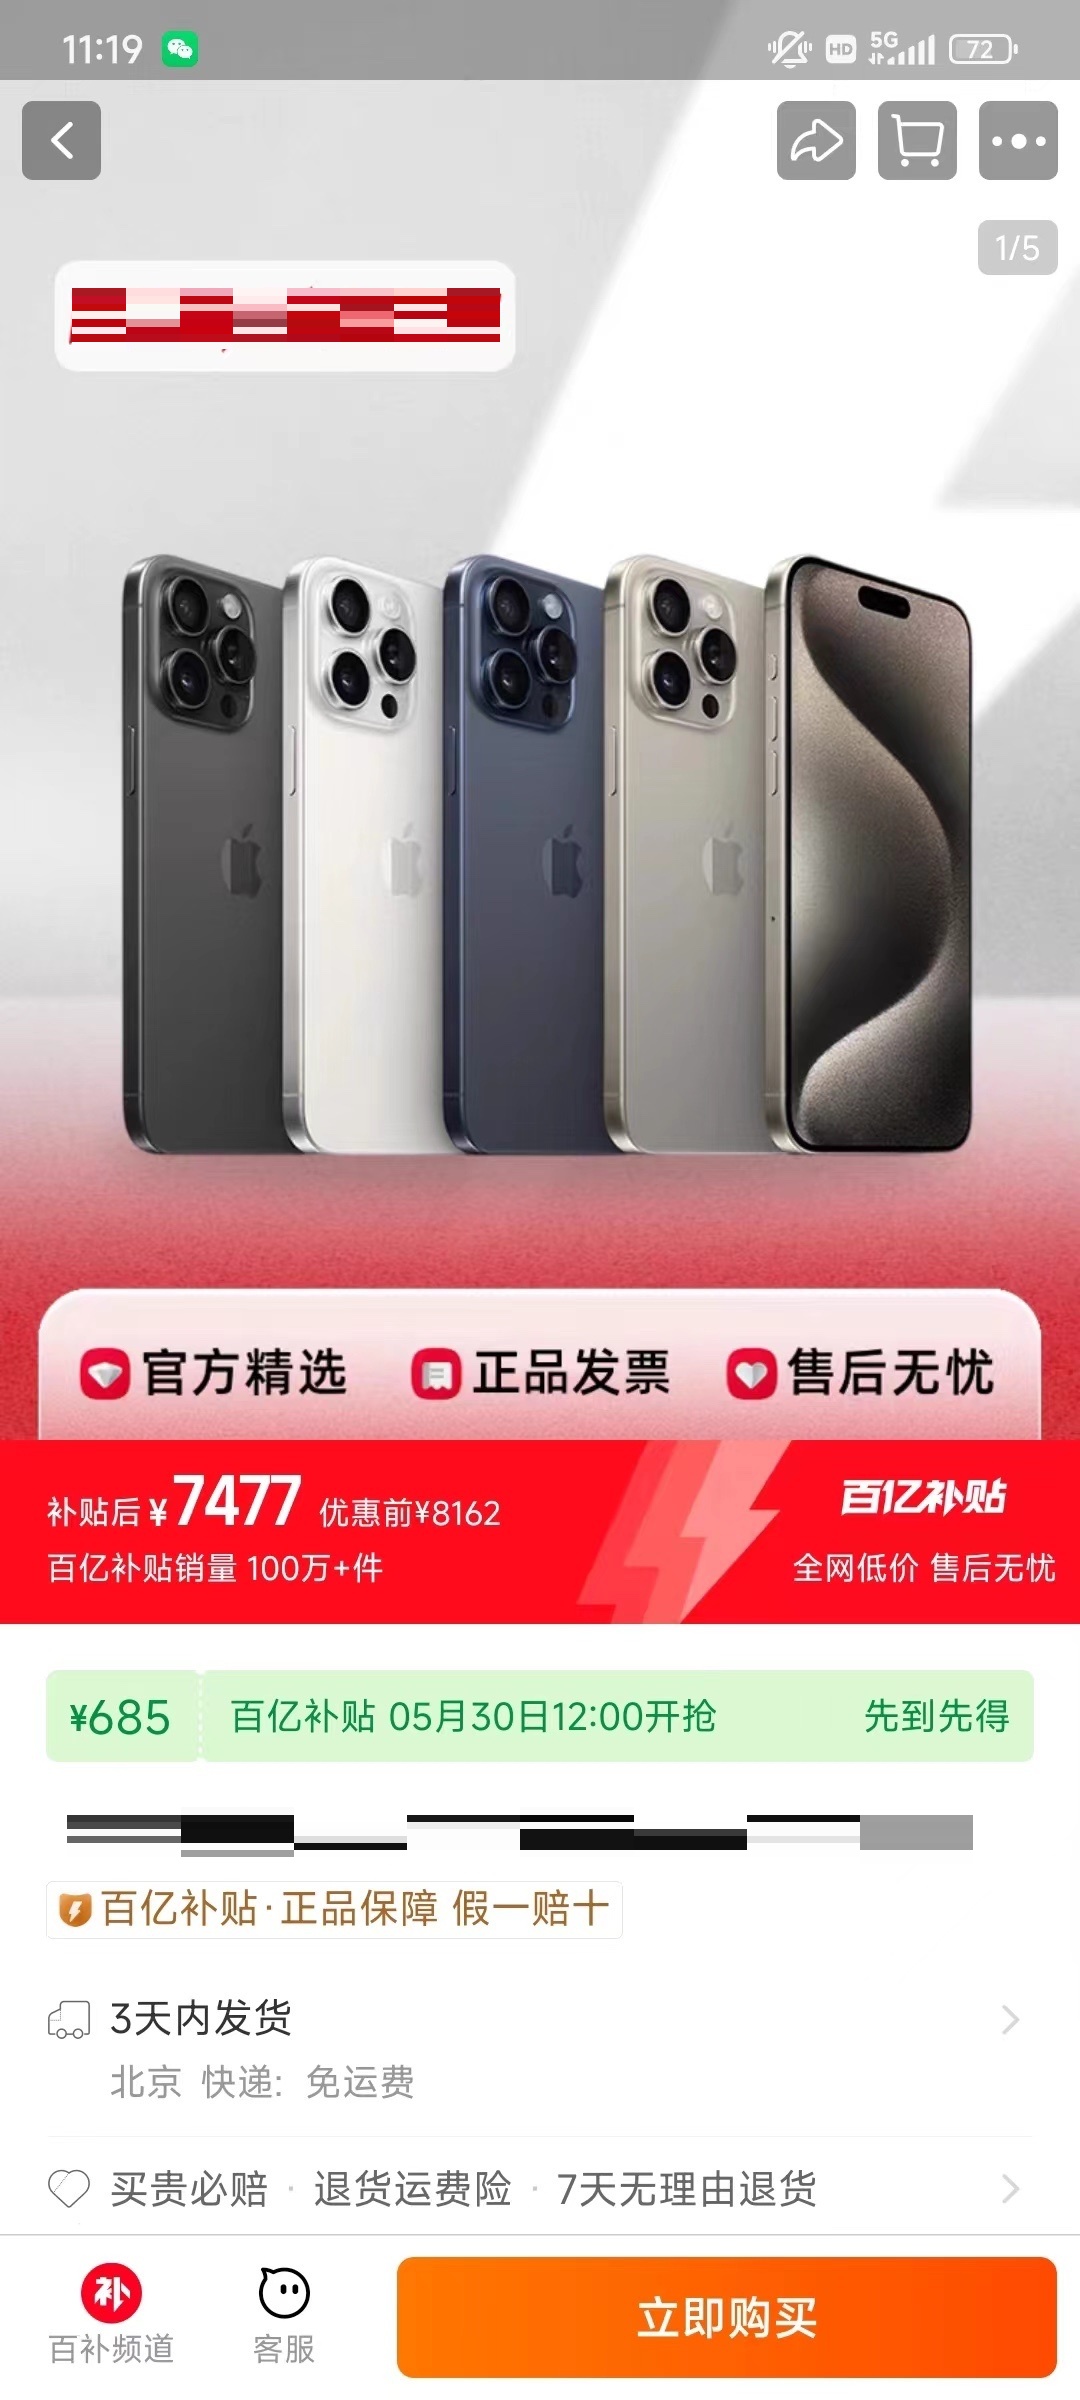 11:19
HD 5G 72
1/5
官方精选 正品发票 售后无忧
补贴后¥7477 优惠前¥8162
百亿补贴
百亿补贴销量 100万+件
全网低价 售后无忧
¥685 百亿补贴 05月30日12:00开抢 先到先得
百亿补贴·正品保障 假一赔十
3天内发货
北京 快递: 免运费
买贵必赔 · 退货运费险 · 7天无理由退货
补
百补频道
客服
立即购买